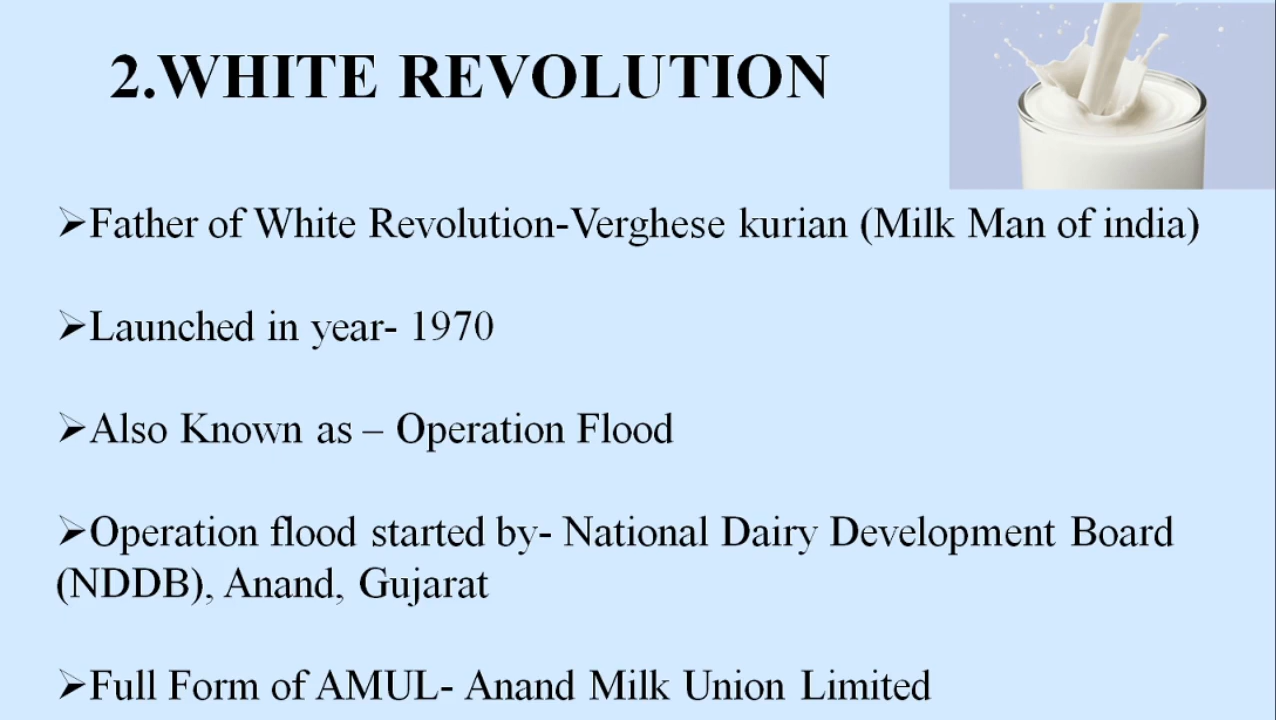 2.WHITE REVOLUTION
➢Father of White Revolution-Verghese kurian (Milk Man of india)
➢Launched in year- 1970
➢Also Known as – Operation Flood
➢Operation flood started by- National Dairy Development Board
(NDDB), Anand, Gujarat
➢Full Form of AMUL- Anand Milk Union Limited